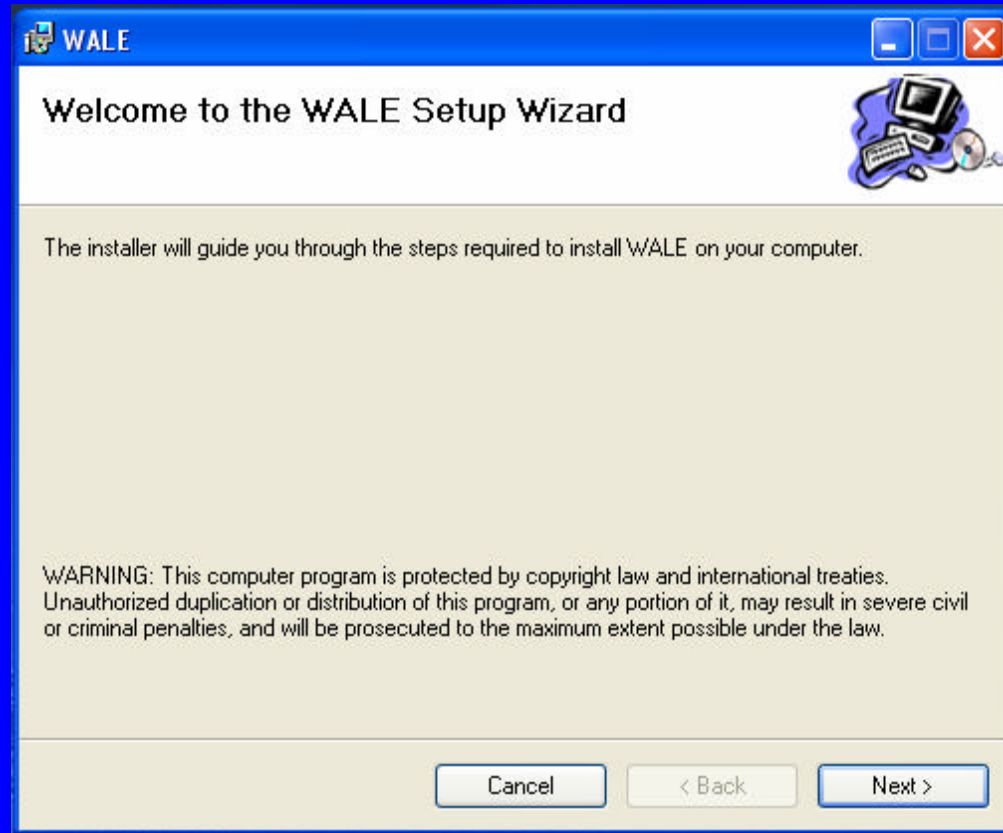 WALE
Welcome to the WALE Setup Wizard
The installer will guide you through the steps required to install WALE on your computer.
WARNING: This computer program is protected by copyright law and international treaties.
Unauthorized duplication or distribution of this program, or any portion of it, may result in severe civil
or criminal penalties, and will be prosecuted to the maximum extent possible under the law.
Cancel
< Back
Next >